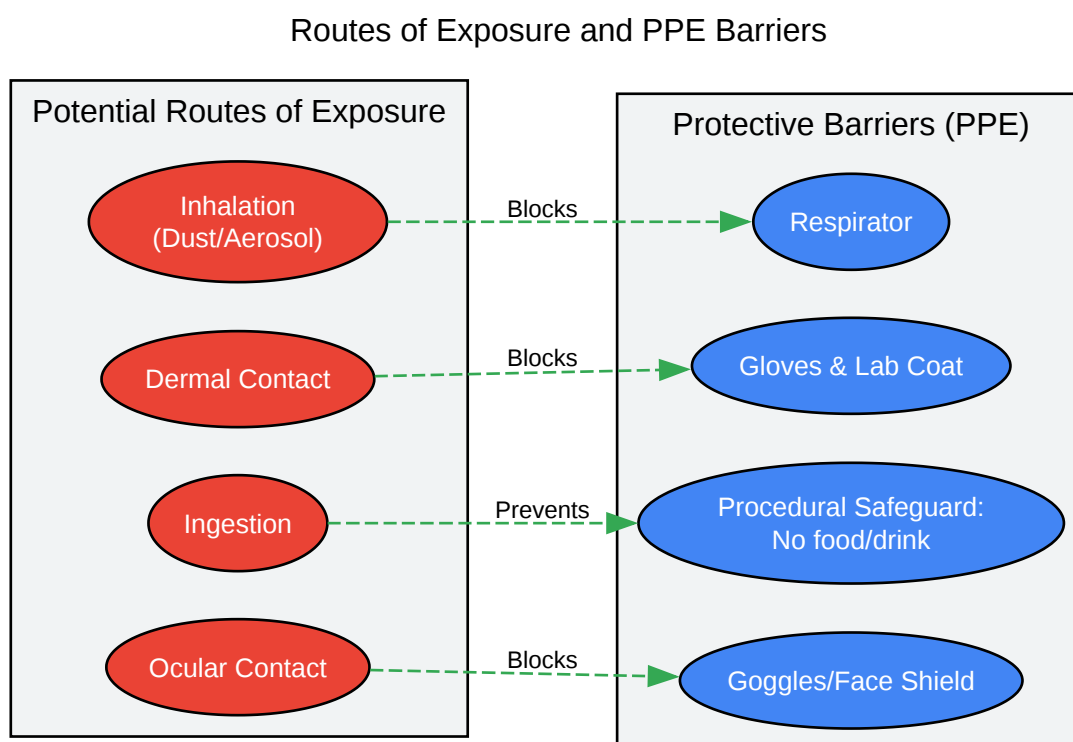 Routes of Exposure and PPE Barriers
Potential Routes of Exposure
Protective Barriers (PPE)
Inhalation
(Dust/Aerosol)
Blocks
Respirator
Dermal Contact
Blocks
Gloves & Lab Coat
Ingestion
Prevents
Procedural Safeguard:
No food/drink
Ocular Contact
Blocks
Goggles/Face Shield